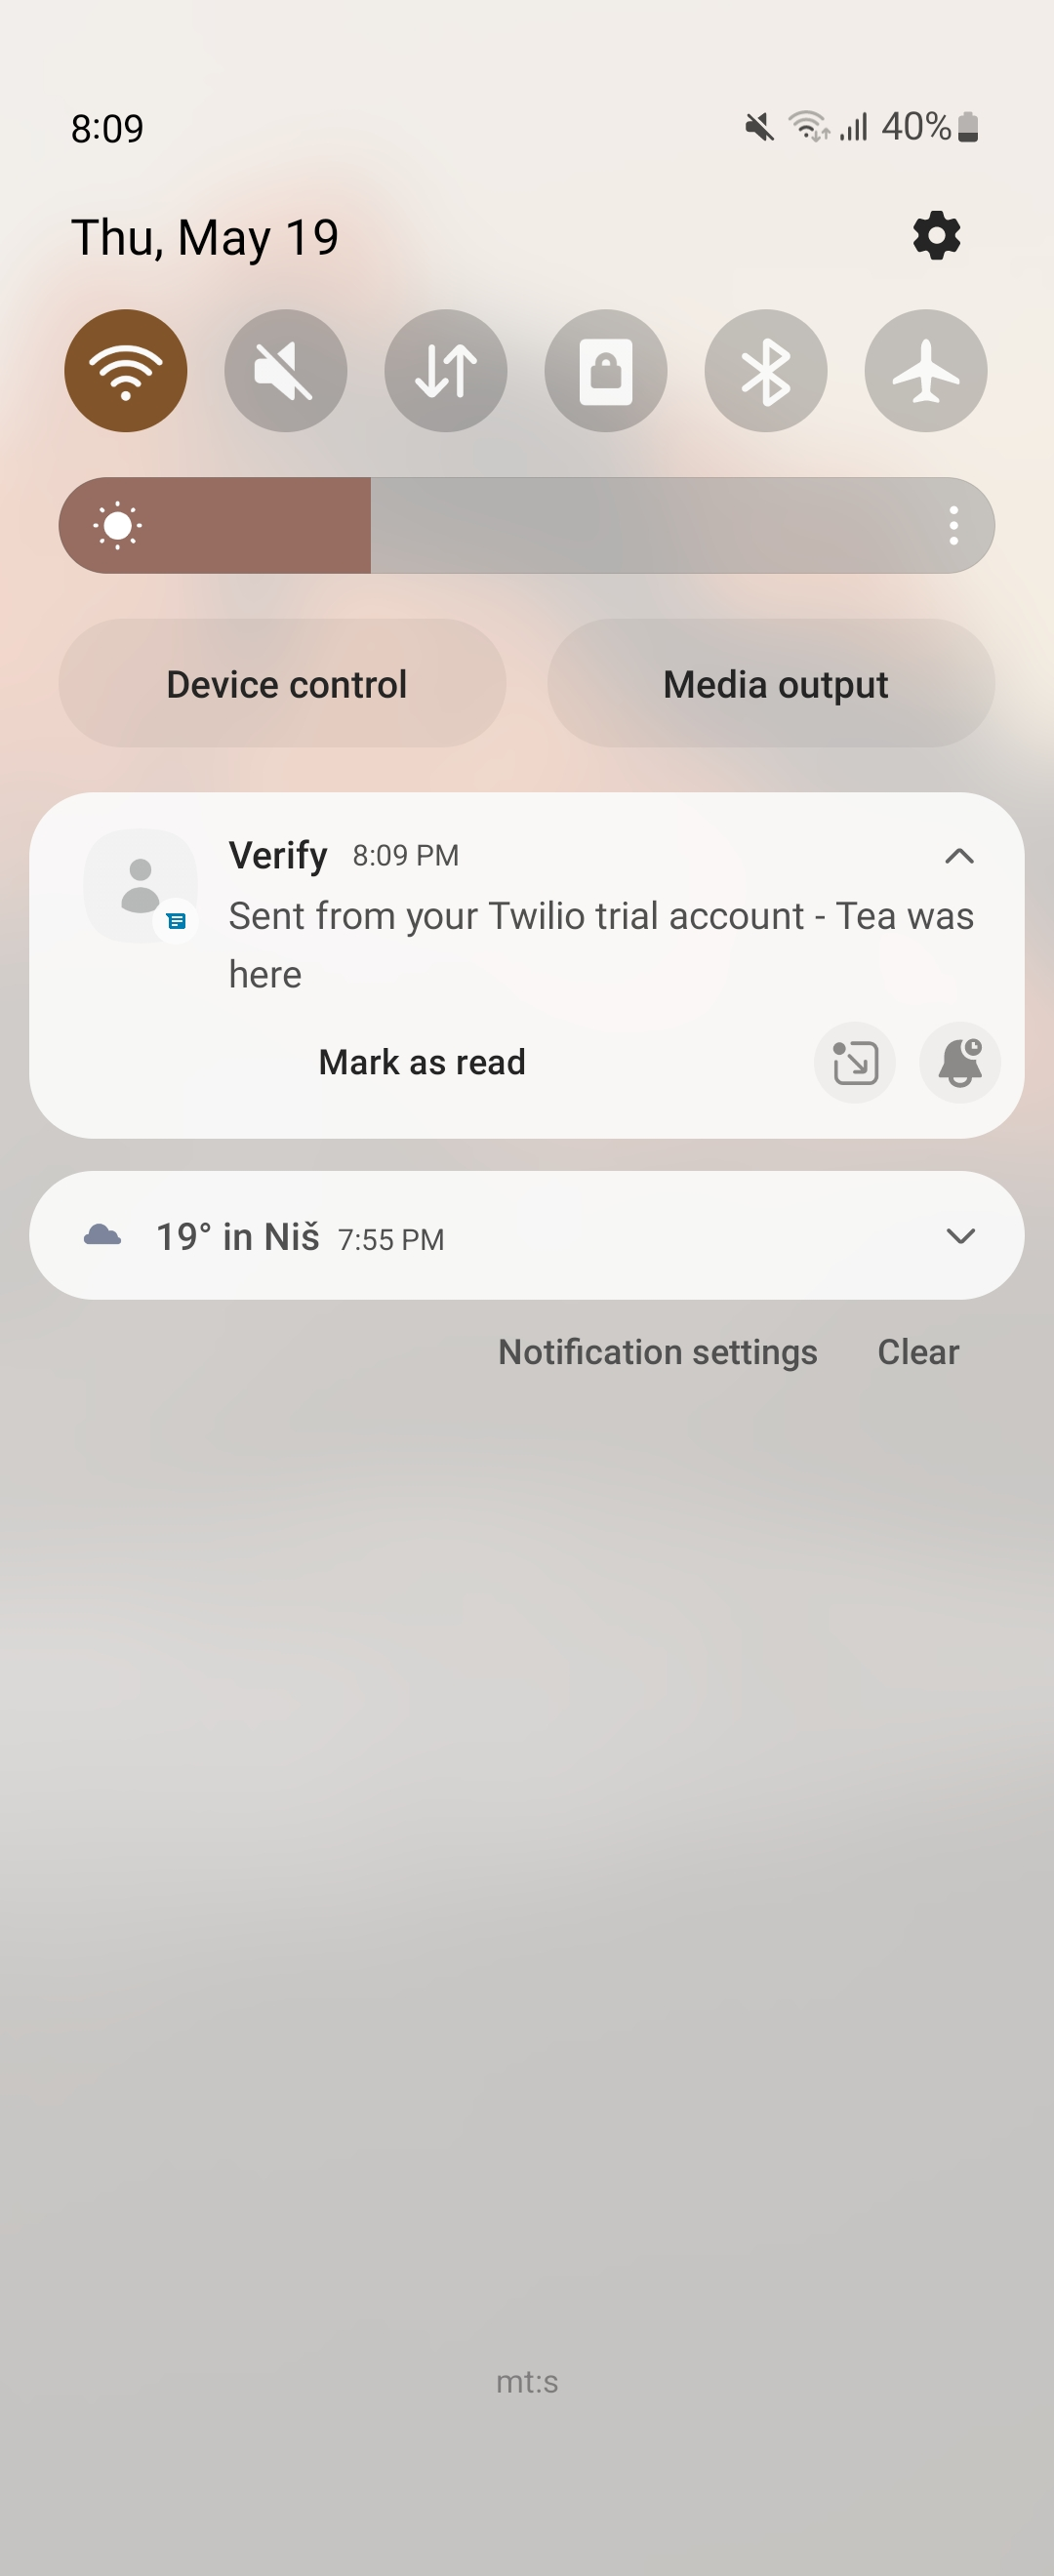 8:09
40%
Thu, May 19
Device control
Media output
Verify 8:09 PM
Sent from your Twilio trial account - Tea was
here
Mark as read
19° in Niš 7:55 PM
Notification settings Clear
mt:s